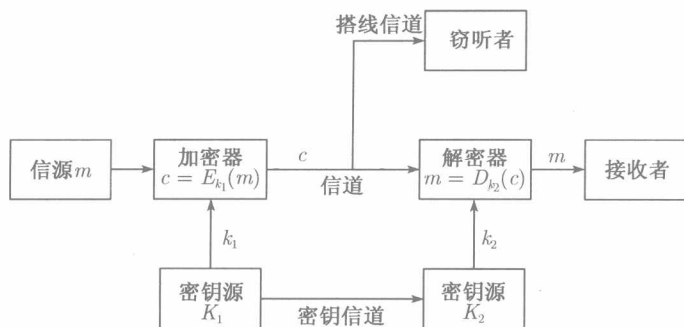 搭线信道
窃听者
信源m
加密器
c = E_{k_1}(m)
c
信道
解密器
m = D_{k_2}(c)
m
接收者
k_1
k_2
密钥源
K_1
密钥信道
密钥源
K_2